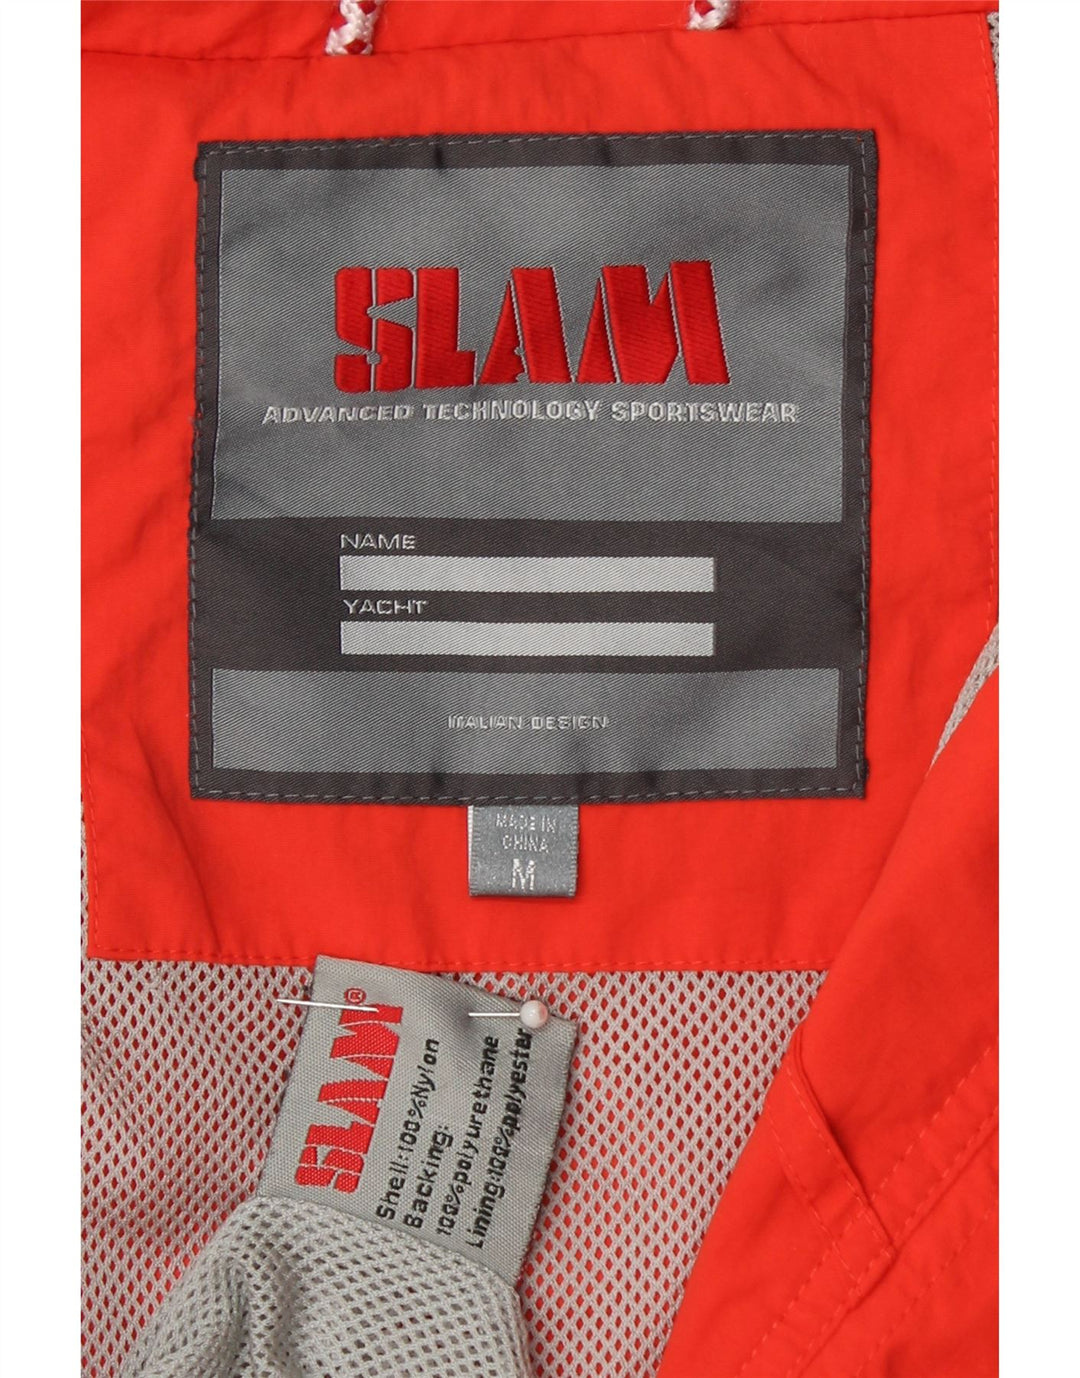 SLAM
ADVANCED TECHNOLOGY SPORTSWEAR
NAME
YACHT
ITALIAN DESIGN
MADE IN
CHINA
M
SLAM®
Shell:100%Nylon
Backing:
100%polyurethane
Lining:100%polyester